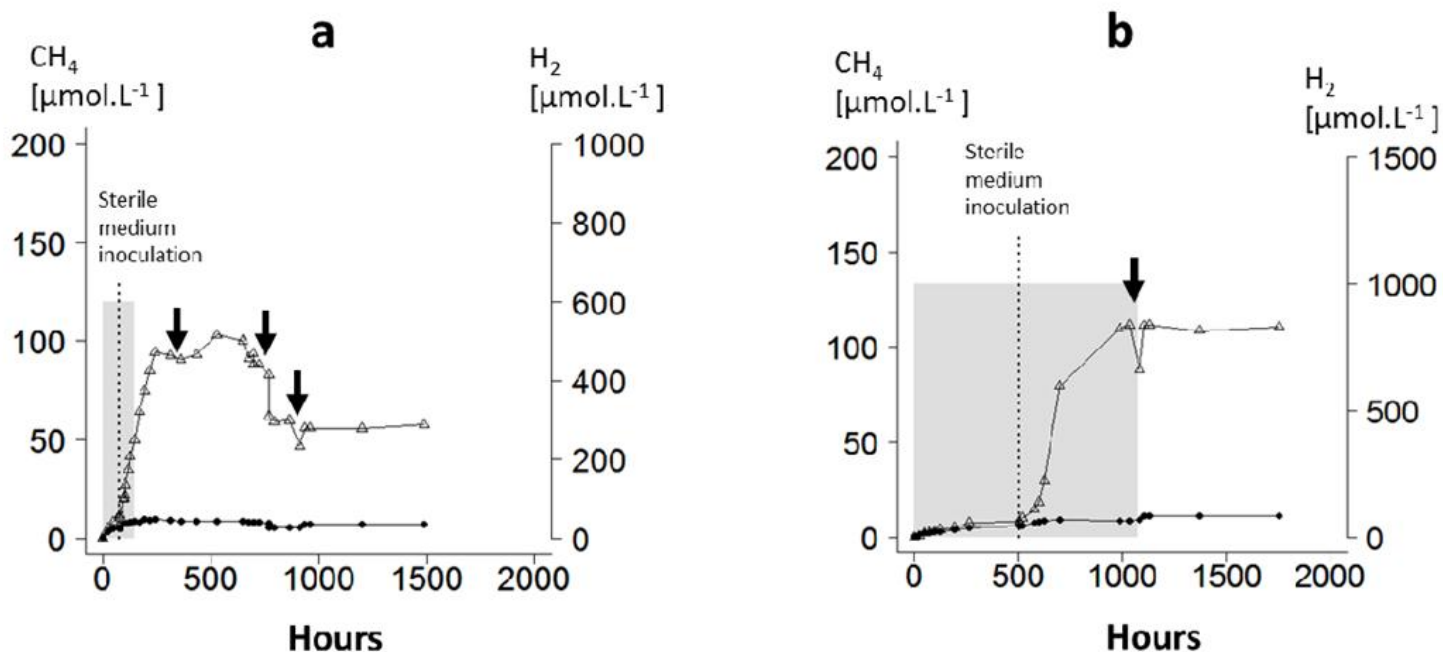 a
CH₄
[µmol.L⁻¹ ]
H₂
[µmol.L⁻¹ ]
200
150
100
50
0
Sterile
medium
inoculation
1000
800
600
400
200
0
0 500 1000 1500 2000
Hours
b
CH₄
[µmol.L⁻¹ ]
H₂
[µmol.L⁻¹ ]
200
150
100
50
0
Sterile
medium
inoculation
1500
1000
500
0
0 500 1000 1500 2000
Hours